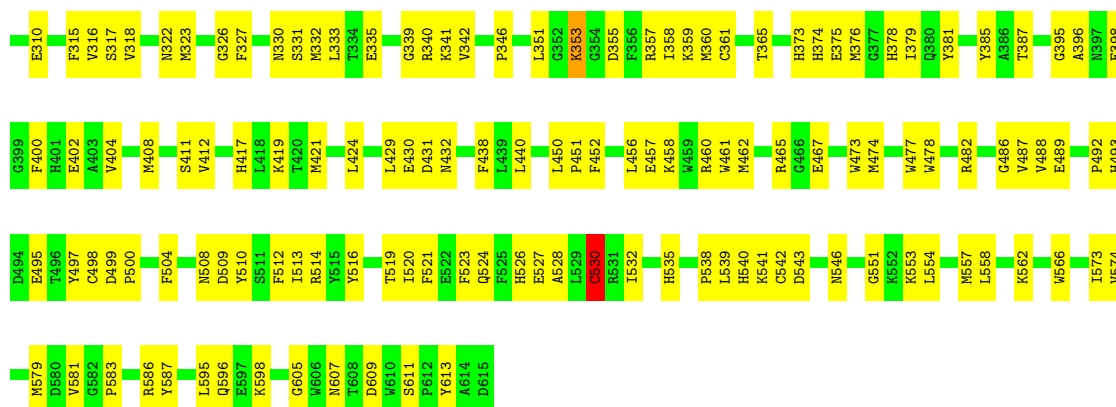 E310 F315 V316 S317 V318 N322 M323 G326 F327 N330 S331 M332 L333 T334 E335 G339 R340 K341 V342 P346 L351 G352 K353 G354 D355 F356 R357 I358 K359 M360 C361 T365 H373 H374 E375 M376 G377 H378 I379 Q380 Y381 Y385 A386 T387 G395 A396 N397
G399 F400 H401 E402 A403 V404 M408 S411 V412 H417 L418 K419 T420 M421 L424 L429 E430 D431 N432 F438 L439 L440 L450 P451 F452 L456 E457 K458 W459 R460 W461 M462 R465 G466 E467 W473 M474 W477 W478 R482 G486 V487 V488 E489 P492
D494 E495 T496 Y497 C498 D499 P500 F504 N508 D509 Y510 S511 F512 I513 R514 Y515 Y516 T519 I520 F521 E522 F523 Q524 F525 H526 E527 A528 L529 C530 R531 I532 H535 P538 L539 H540 K541 C542 D543 N546 G551 K552 K553 L554 M557 L558 K562 W566 I573
M579 D580 V581 G582 P583 R586 Y587 L595 Q596 E597 K598 G605 W606 N607 T608 D609 W610 S611 P612 Y613 A614 D615